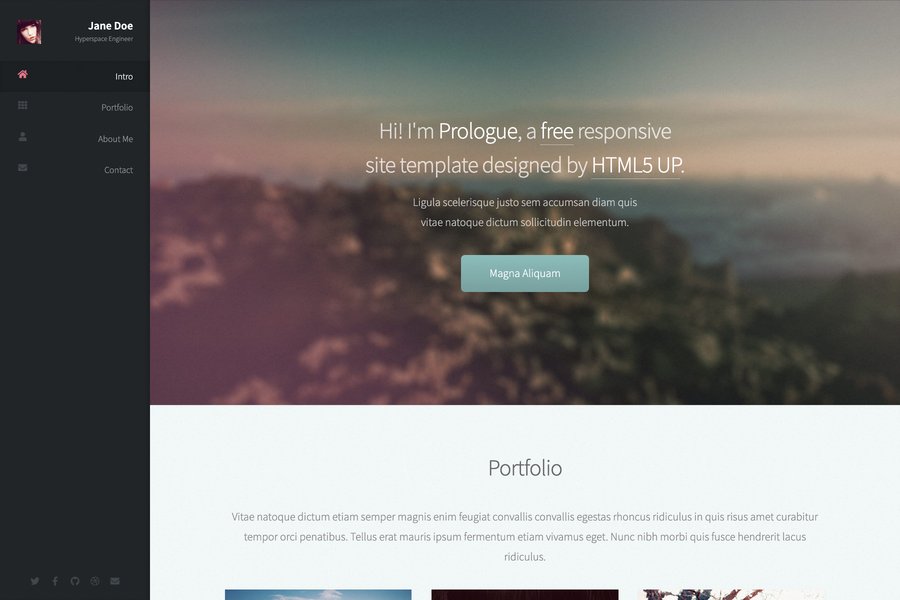 Jane Doe
Hyperspace Engineer
Intro
Portfolio
About Me
Contact
Hi! I'm Prologue, a free responsive
site template designed by HTML5 UP.
Ligula scelerisque justo sem accumsan diam quis
vitae natoque dictum sollicitudin elementum.
Magna Aliquam
Portfolio
Vitae natoque dictum etiam semper magnis enim feugiat convallis convallis egestas rhoncus ridiculus in quis risus amet curabitur
tempor orci penatibus. Tellus erat mauris ipsum fermentum etiam vivamus eget. Nunc nibh morbi quis fusce hendrerit lacus
ridiculus.